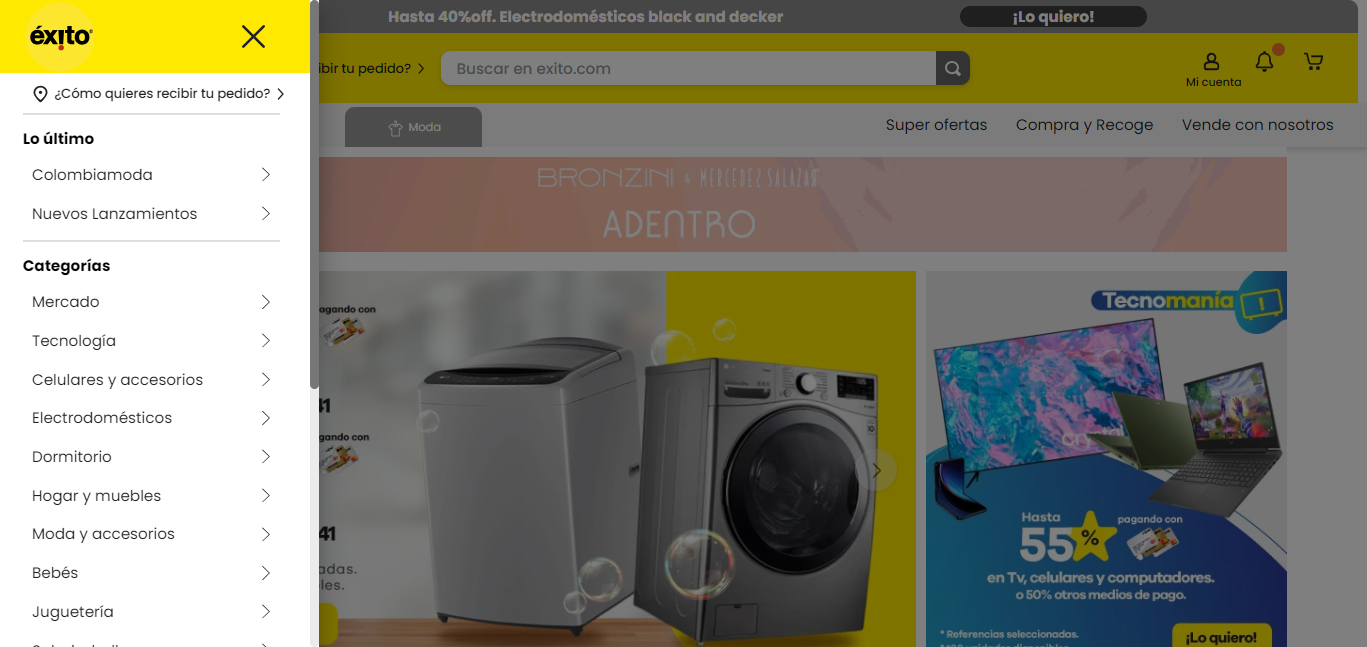 éxito
¿Cómo quieres recibir tu pedido?
Lo último
Colombiamoda
Nuevos Lanzamientos
Categorías
Mercado
Tecnología
Celulares y accesorios
Electrodomésticos
Dormitorio
Hogar y muebles
Moda y accesorios
Bebés
Juguetería
Hasta 40%off. Electrodomésticos black and decker
¡Lo quiero!
ibir tu pedido?
Buscar en exito.com
Mi cuenta
Moda
Super ofertas
Compra y Recoge
Vende con nosotros
BRONZINI & MERCEDEZ SALAZAR
ADENTRO
pagando con
41
pagando con
41
adas.
les.
Tecnomanía
Hasta
55%
pagando con
en Tv, celulares y computadores.
o 50% otros medios de pago.
* Referencias seleccionadas.
¡Lo quiero!